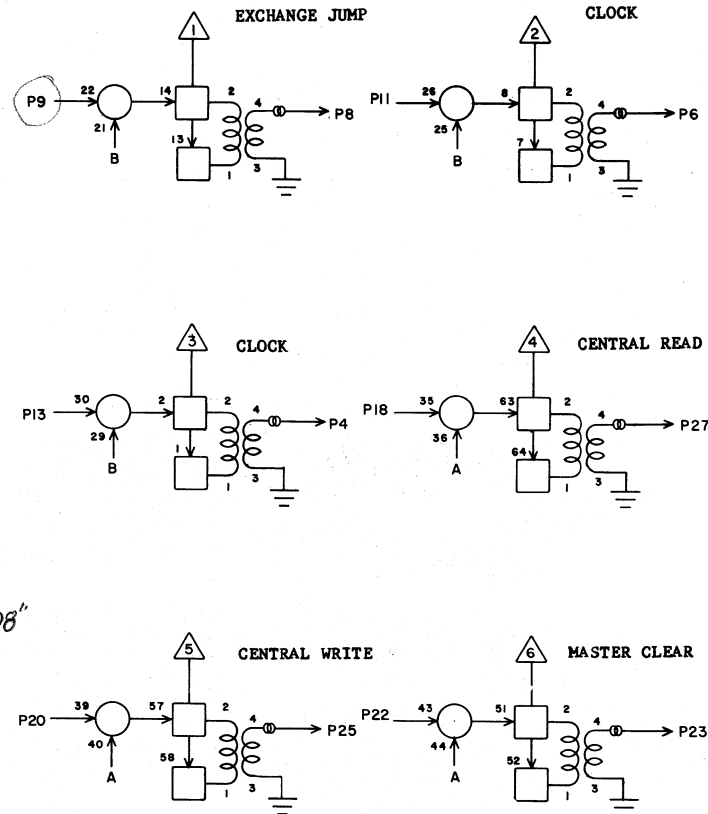 EXCHANGE JUMP
1
P9 22 14 2 4 P8
21 13
B 1 3
CLOCK
2
P11 26 8 2 4 P6
25 7
B 1 3
CLOCK
3
P13 30 2 2 4 P4
29 1
B 1 3
CENTRAL READ
4
P18 35 63 2 4 P27
36 64
A 1 3
CENTRAL WRITE
5
P20 39 57 2 4 P25
40 58
A 1 3
MASTER CLEAR
6
P22 43 51 2 4 P23
44 52
A 1 3